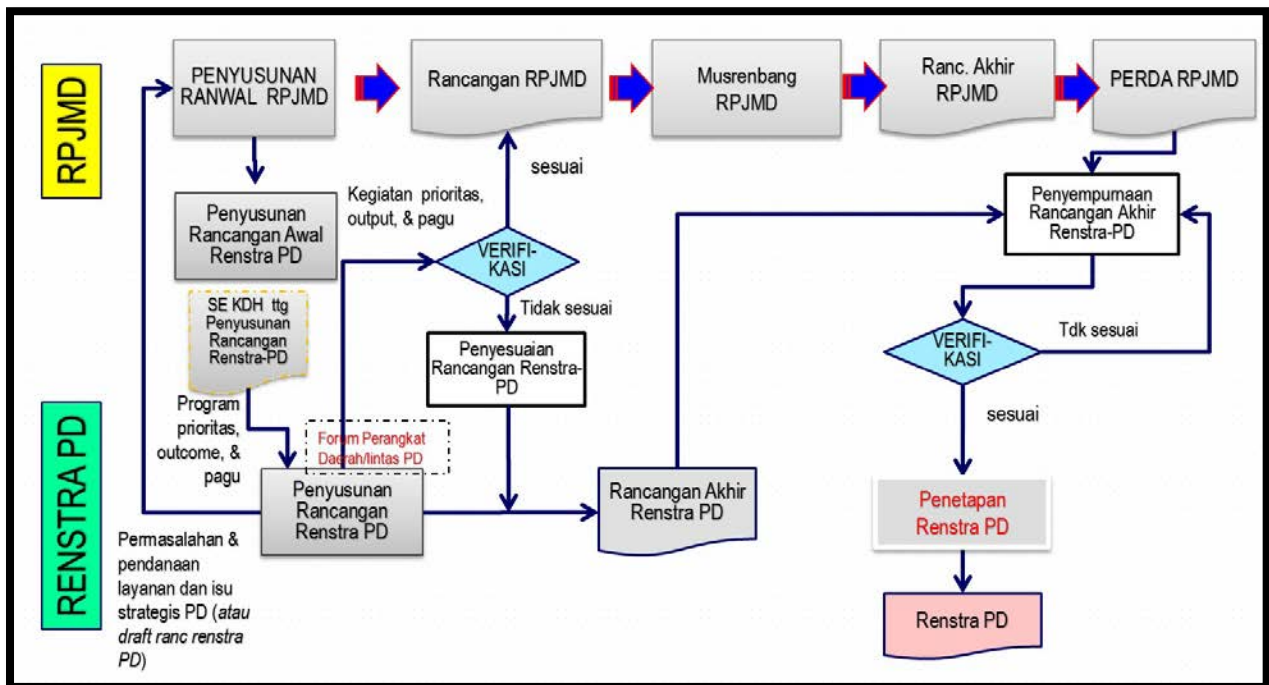 RPJMD
PENYUSUNAN
RANWAL RPJMD
Rancangan RPJMD
Musrenbang
RPJMD
Ranc. Akhir
RPJMD
PERDA RPJMD
sesuai
Kegiatan prioritas,
output, & pagu
Penyusunan
Rancangan Awal
Renstra PD
VERIFI-
KASI
Tidak sesuai
Penyempurnaan
Rancangan Akhir
Renstra-PD
SE KDH ttg
Penyusunan
Rancangan
Renstra-PD
Penyesuaian
Rancangan Renstra-
PD
VERIFI-
KASI
Tdk sesuai
sesuai
RENSTRA PD
Program
prioritas,
outcome, &
pagu
Forum Perangkat
Daerah/lintas PD
Penyusunan
Rancangan
Renstra PD
Rancangan Akhir
Renstra PD
Penetapan
Renstra PD
Permasalahan &
pendanaan
layanan dan isu
strategis PD (atau
draft ranc renstra
PD)
Renstra PD